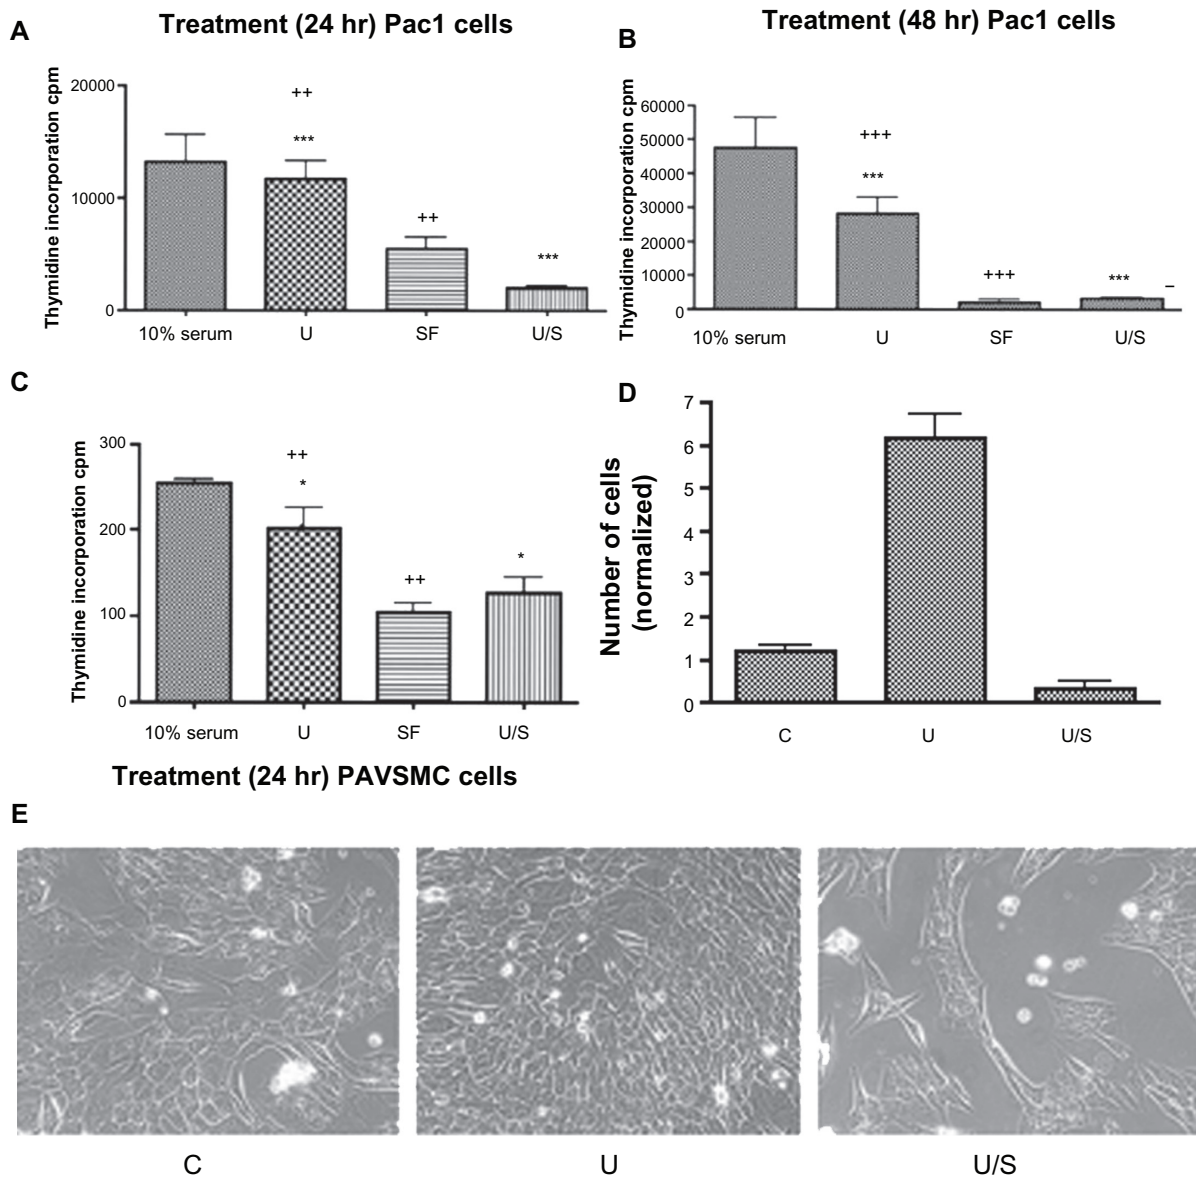 A
Treatment (24 hr) Pac1 cells
Thymidine incorporation cpm
20000
10000
0
++
***
++
***
10% serum U SF U/S
B
Treatment (48 hr) Pac1 cells
Thymidine incorporation cpm
60000
50000
40000
30000
20000
10000
0
+++
***
+++
***
–
10% serum U SF U/S
C
Thymidine incorporation cpm
300
200
100
0
++
*
++
*
10% serum U SF U/S
Treatment (24 hr) PAVSMC cells
D
Number of cells
(normalized)
7
6
5
4
3
2
1
0
C U U/S
E
C U U/S